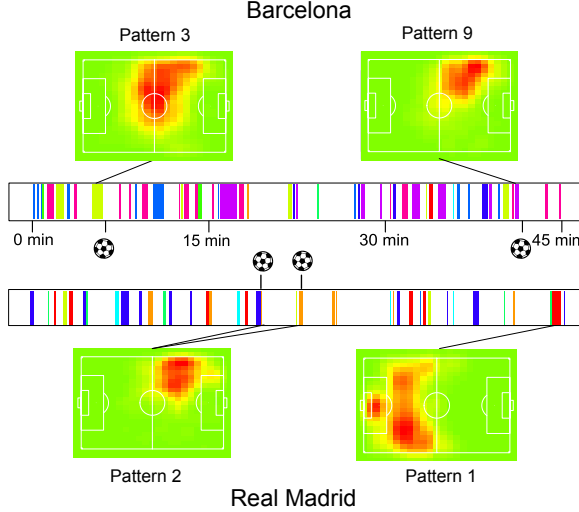 Barcelona
Pattern 3
Pattern 9
0 min
15 min
30 min
45 min
Pattern 2
Pattern 1
Real Madrid